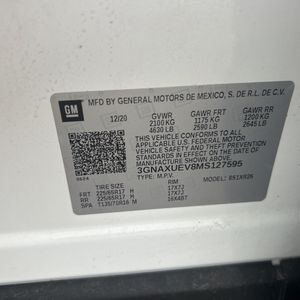 GM
MFD BY GENERAL MOTORS DE MEXICO, S. DE R.L. DE C.V.
12/20 GVWR GAWR FRT GAWR RR
2100 KG 1175 KG 1200 KG
4630 LB 2590 LB 2645 LB
THIS VEHICLE CONFORMS TO ALL
APPLICABLE U.S. FEDERAL MOTOR
VEHICLE SAFETY, BUMPER, AND
THEFT PREVENTION STANDARDS IN
EFFECT ON THE DATE OF
MANUFACTURE SHOWN ABOVE.
3GNAXUEV8MS127595
TYPE: M.P.V. MODEL:
TIRE SIZE RIM
FRT 225/65R17 H 17X7J
RR 225/65R17 H 17X7J
SPA T135/70R16 M 16X4BT